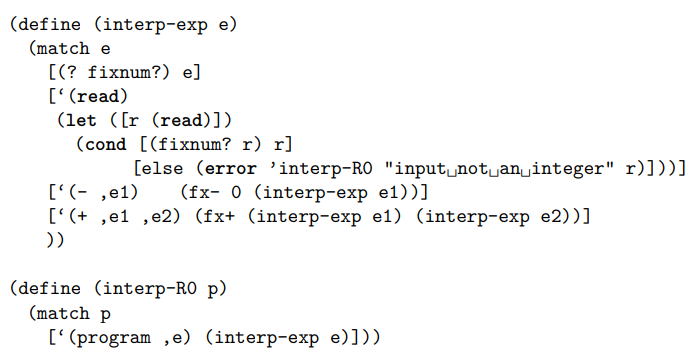 (define (interp-exp e)
  (match e
    [(? fixnum?) e]
    [‘(read)
     (let ([r (read)])
       (cond [(fixnum? r) r]
             [else (error ’interp-R0 "input␣not␣an␣integer" r)]))]
    [‘(- ,e1)    (fx- 0 (interp-exp e1))]
    [‘(+ ,e1 ,e2) (fx+ (interp-exp e1) (interp-exp e2))]
    ))
(define (interp-R0 p)
  (match p
    [‘(program ,e) (interp-exp e)]))